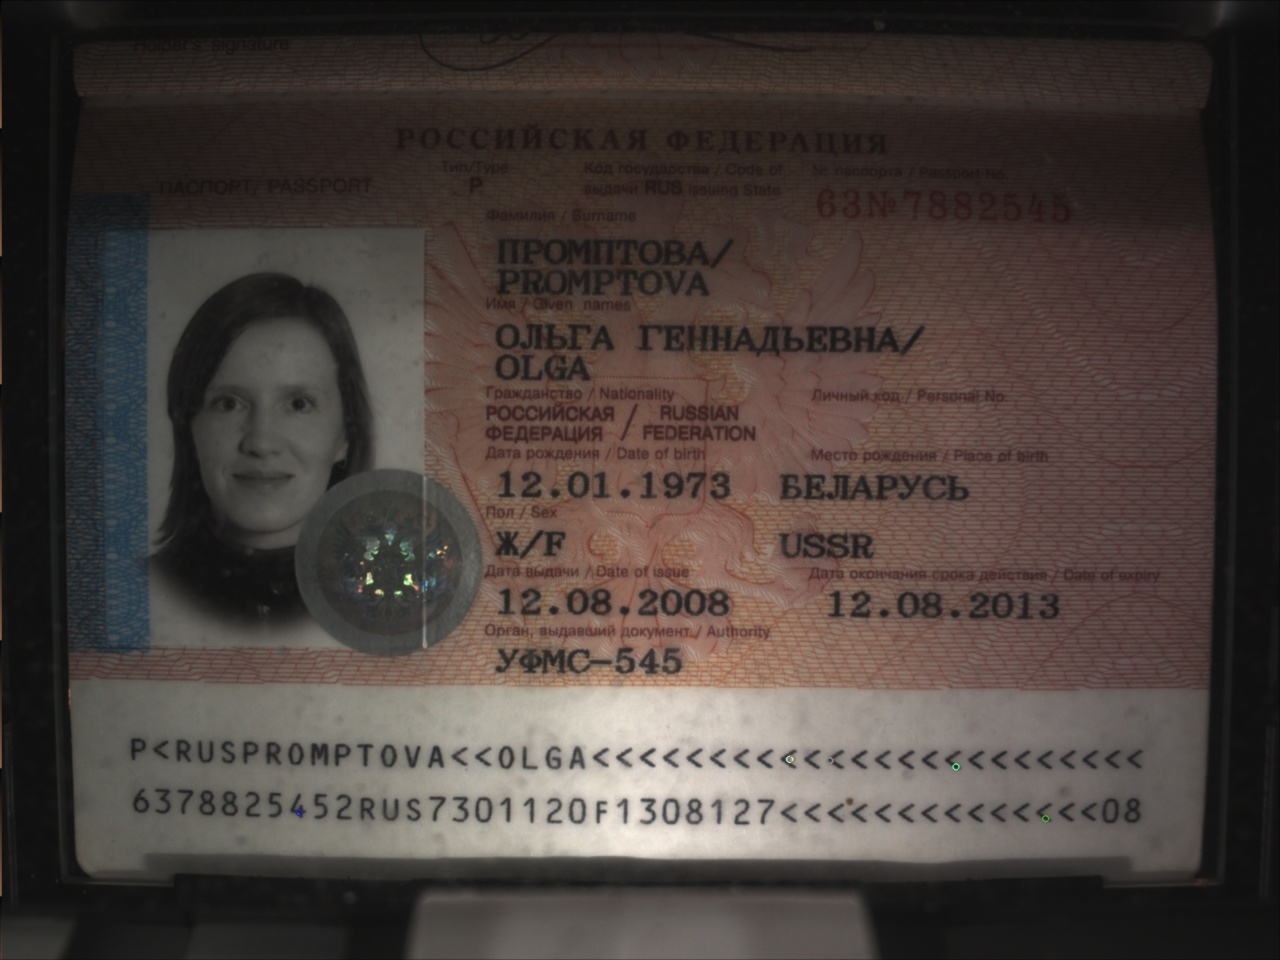 Holder's signature
РОССИЙСКАЯ ФЕДЕРАЦИЯ
ПАСПОРТ/ PASSPORT
Тип/Type
P
Код государства / Code of
выдачи RUS issuing State
№ паспорта / Passport No.
63№7882545
Фамилия / Surname
ПРОМПТОВА/
PROMPTOVA
Имя / Given names
ОЛЬГА ГЕННАДЬЕВНА/
OLGA
Гражданство / Nationality
Личный код / Personal No.
РОССИЙСКАЯ / RUSSIAN
ФЕДЕРАЦИЯ / FEDERATION
Дата рождения / Date of birth
Место рождения / Place of birth
12.01.1973 БЕЛАРУСЬ
Пол / Sex
Ж/F USSR
Дата выдачи / Date of issue
Дата окончания срока действия / Date of expiry
12.08.2008 12.08.2013
Орган, выдавший документ / Authority
УФМС-545
P<RUSPROMPTOVA<<OLGA<<<<<<<<<<<<<<<<<<<<<<<<
6378825452RUS7301120F1308127<<<<<<<<<<<<<<08